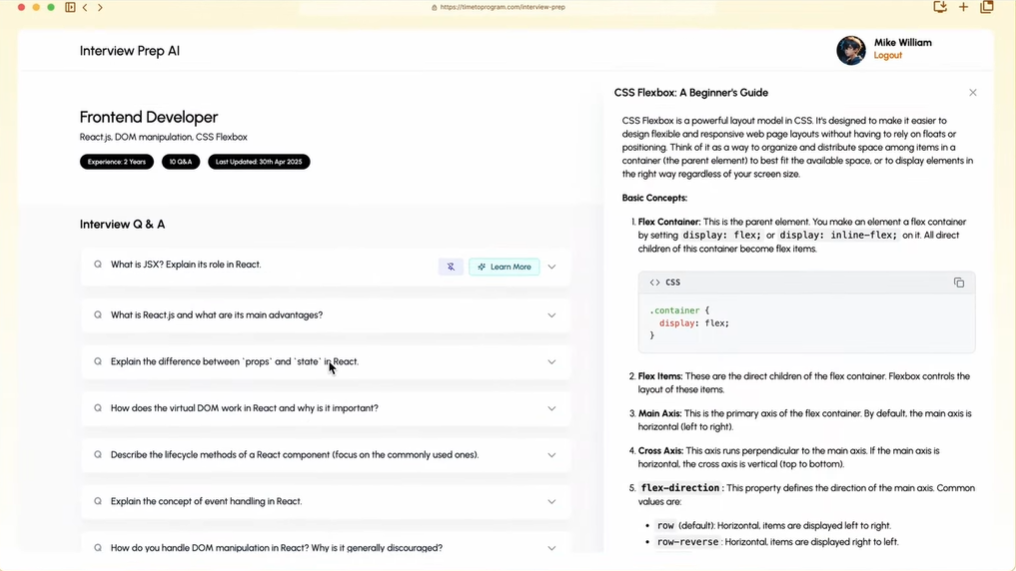 https://timetoprogram.com/interview-prep
Interview Prep AI
Mike William
Logout
Frontend Developer
React.js, DOM manipulation, CSS Flexbox
Experience: 2 Years
10 Q&A
Last Updated: 30th Apr 2025
Interview Q & A
Q What is JSX? Explain its role in React.
Learn More
Q What is React.js and what are its main advantages?
Q Explain the difference between `props` and `state` in React.
Q How does the virtual DOM work in React and why is it important?
Q Describe the lifecycle methods of a React component (focus on the commonly used ones).
Q Explain the concept of event handling in React.
Q How do you handle DOM manipulation in React? Why is it generally discouraged?
CSS Flexbox: A Beginner's Guide
CSS Flexbox is a powerful layout model in CSS. It's designed to make it easier to
design flexible and responsive web page layouts without having to rely on floats or
positioning. Think of it as a way to organize and distribute space among items in a
container (the parent element) to best fit the available space, or to display elements in
the right way regardless of your screen size.
Basic Concepts:
1. Flex Container: This is the parent element. You make an element a flex container
by setting display: flex; or display: inline-flex; on it. All direct
children of this container become flex items.
<> CSS
.container {
display: flex;
}
2. Flex Items: These are the direct children of the flex container. Flexbox controls the
layout of these items.
3. Main Axis: This is the primary axis of the flex container. By default, the main axis is
horizontal (left to right).
4. Cross Axis: This axis runs perpendicular to the main axis. If the main axis is
horizontal, the cross axis is vertical (top to bottom).
5. flex-direction: This property defines the direction of the main axis. Common
values are:
• row (default): Horizontal, items are displayed left to right.
• row-reverse: Horizontal, items are displayed right to left.